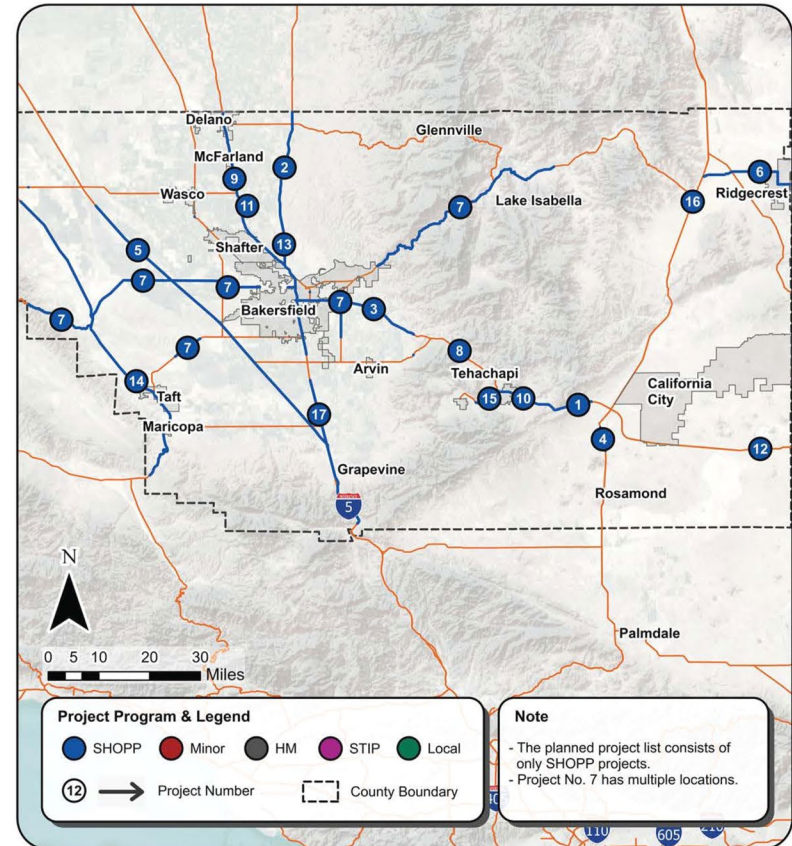 Delano
Glennville
McFarland
2
9
6
Wasco
Ridgecrest
11
7
Lake Isabella
16
Shafter
13
5
7
7
Bakersfield
7
3
7
7
8
Arvin
Tehachapi
14
Taft
California
City
15
10
1
17
Maricopa
4
12
Grapevine
5
Rosamond
N
Palmdale
0 5 10 20 30
Miles
Project Program & Legend
SHOPP
Minor
HM
STIP
Local
12
Project Number
County Boundary
Note
- The planned project list consists of
only SHOPP projects.
- Project No. 7 has multiple locations.
110
605